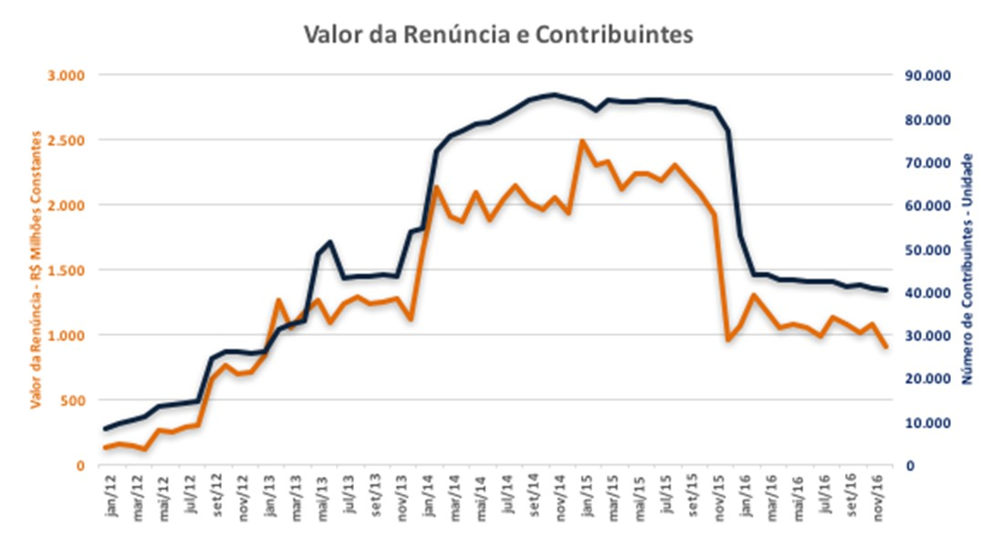 Valor da Renúncia e Contribuintes
Valor da Renúncia - R$ Milhões Constantes
3.000
2.500
2.000
1.500
1.000
500
0
90.000
80.000
70.000
60.000
50.000
40.000
30.000
20.000
10.000
0
Número de Contribuintes - Unidade
jan/12
mar/12
mai/12
jul/12
set/12
nov/12
jan/13
mar/13
mai/13
jul/13
set/13
nov/13
jan/14
mar/14
mai/14
jul/14
set/14
nov/14
jan/15
mar/15
mai/15
jul/15
set/15
nov/15
jan/16
mar/16
mai/16
jul/16
set/16
nov/16